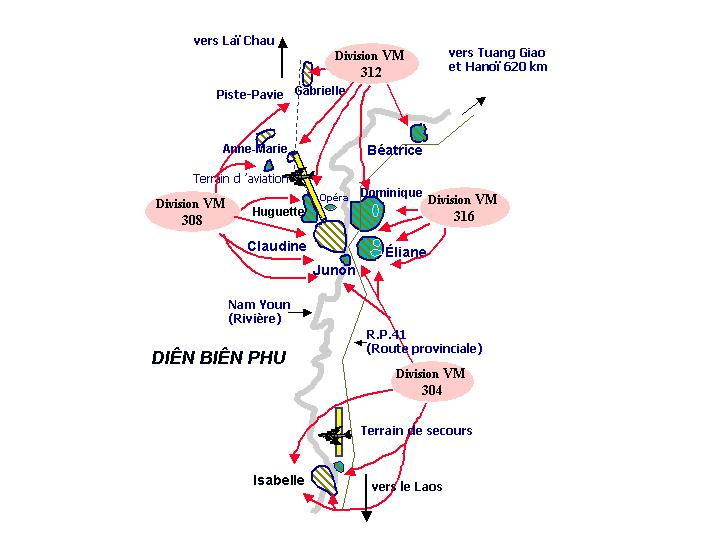 vers Laï Chau
Division VM
312
vers Tuang Giao
et Hanoï 620 km
Piste-Pavie
Gabrielle
Anne-Marie
Béatrice
Terrain d 'aviation
Opéra
Dominique
Division VM
308
Huguette
Division VM
316
Claudine
Éliane
Junon
Nam Youn
(Rivière)
R.P.41
(Route provinciale)
DIÊN BIÊN PHU
Division VM
304
Terrain de secours
Isabelle
vers le Laos